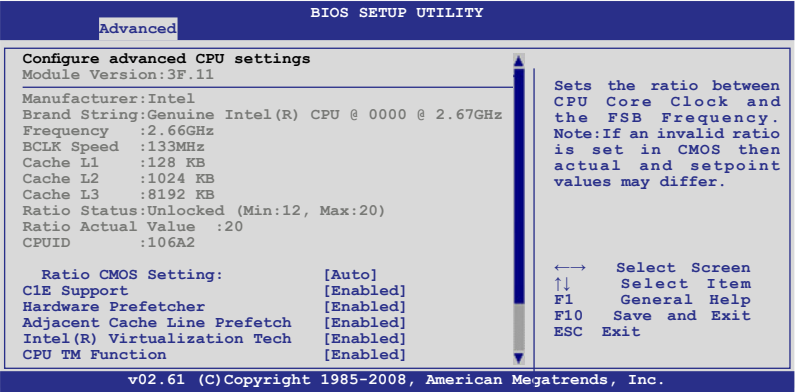 BIOS SETUP UTILITY
Advanced
Configure advanced CPU settings
Module Version:3F.11
Manufacturer:Intel
Brand String:Genuine Intel(R) CPU @ 0000 @ 2.67GHz
Frequency :2.66GHz
BCLK Speed :133MHz
Cache L1 :128 KB
Cache L2 :1024 KB
Cache L3 :8192 KB
Ratio Status:Unlocked (Min:12, Max:20)
Ratio Actual Value :20
CPUID :106A2
Ratio CMOS Setting: [Auto]
C1E Support [Enabled]
Hardware Prefetcher [Enabled]
Adjacent Cache Line Prefetch [Enabled]
Intel(R) Virtualization Tech [Enabled]
CPU TM Function [Enabled]
Sets the ratio between
CPU Core Clock and
the FSB Frequency.
Note:If an invalid ratio
is set in CMOS then
actual and setpoint
values may differ.
←→ Select Screen
↑↓ Select Item
F1 General Help
F10 Save and Exit
ESC Exit
v02.61 (C)Copyright 1985-2008, American Megatrends, Inc.